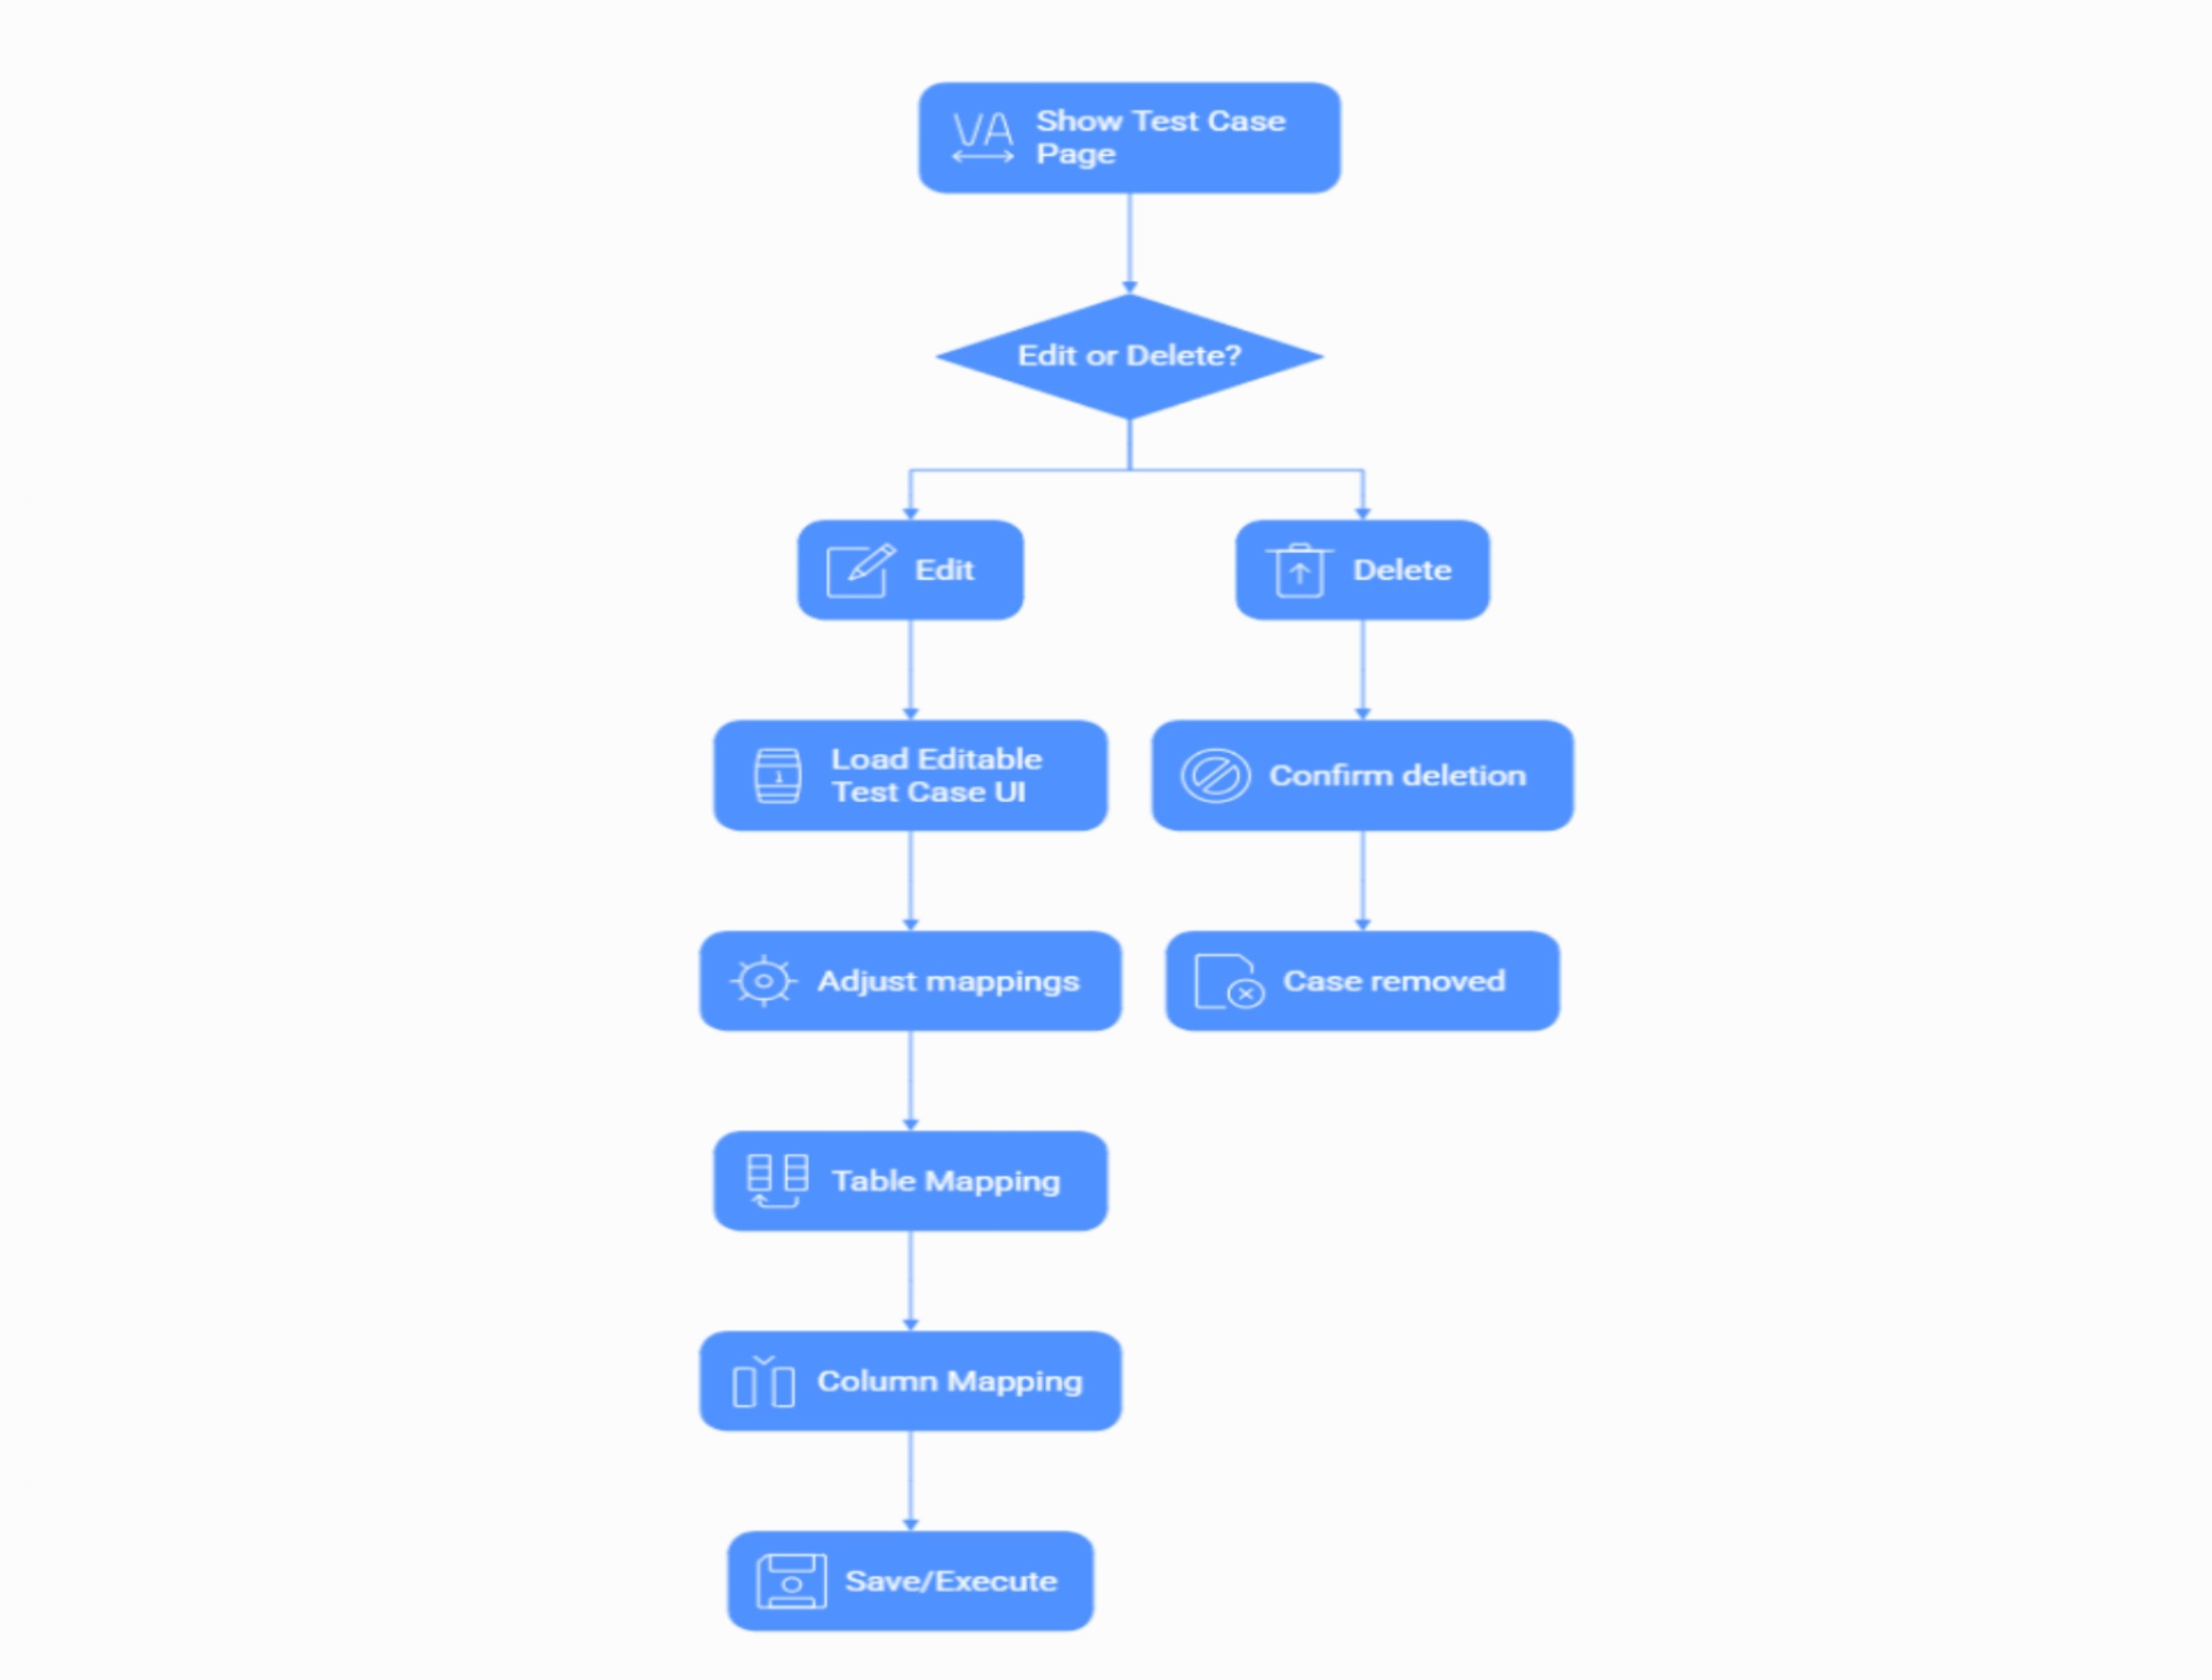 VA
Show Test Case
Page
Edit or Delete?
Edit
Delete
1
Load Editable
Test Case UI
Confirm deletion
Adjust mappings
Case removed
Table Mapping
Column Mapping
Save/Execute